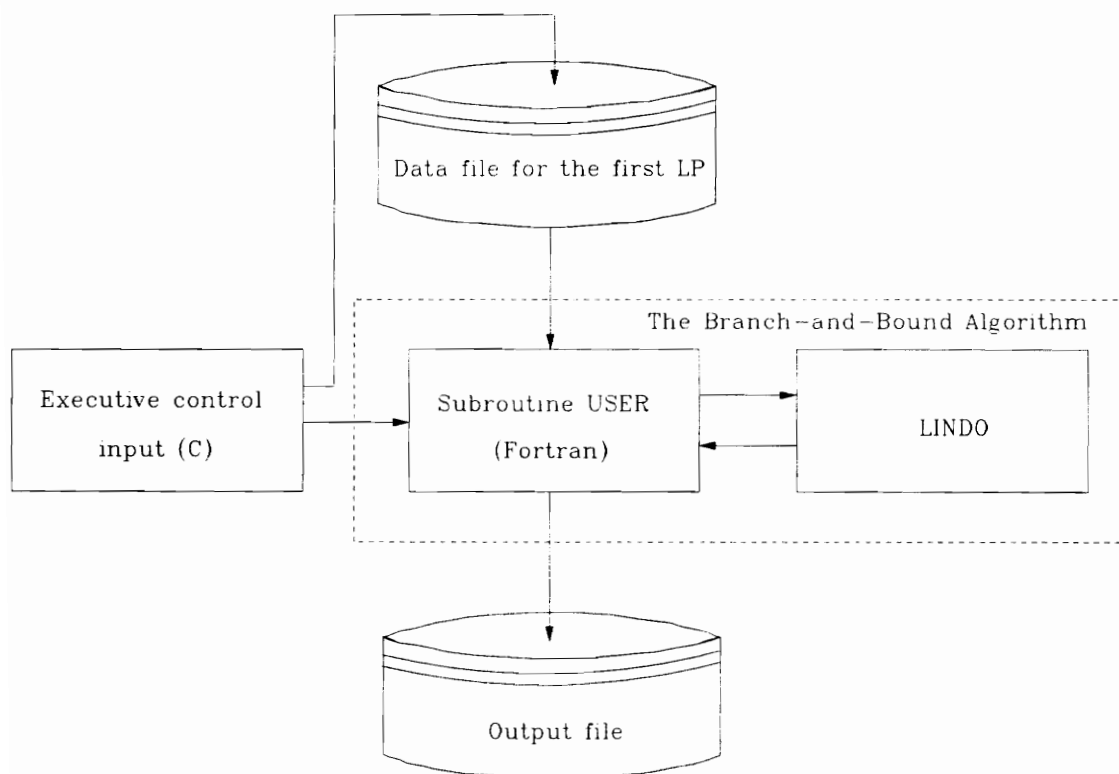 Data file for the first LP
The Branch-and-Bound Algorithm
Executive control
input (C)
Subroutine USER
(Fortran)
LINDO
Output file